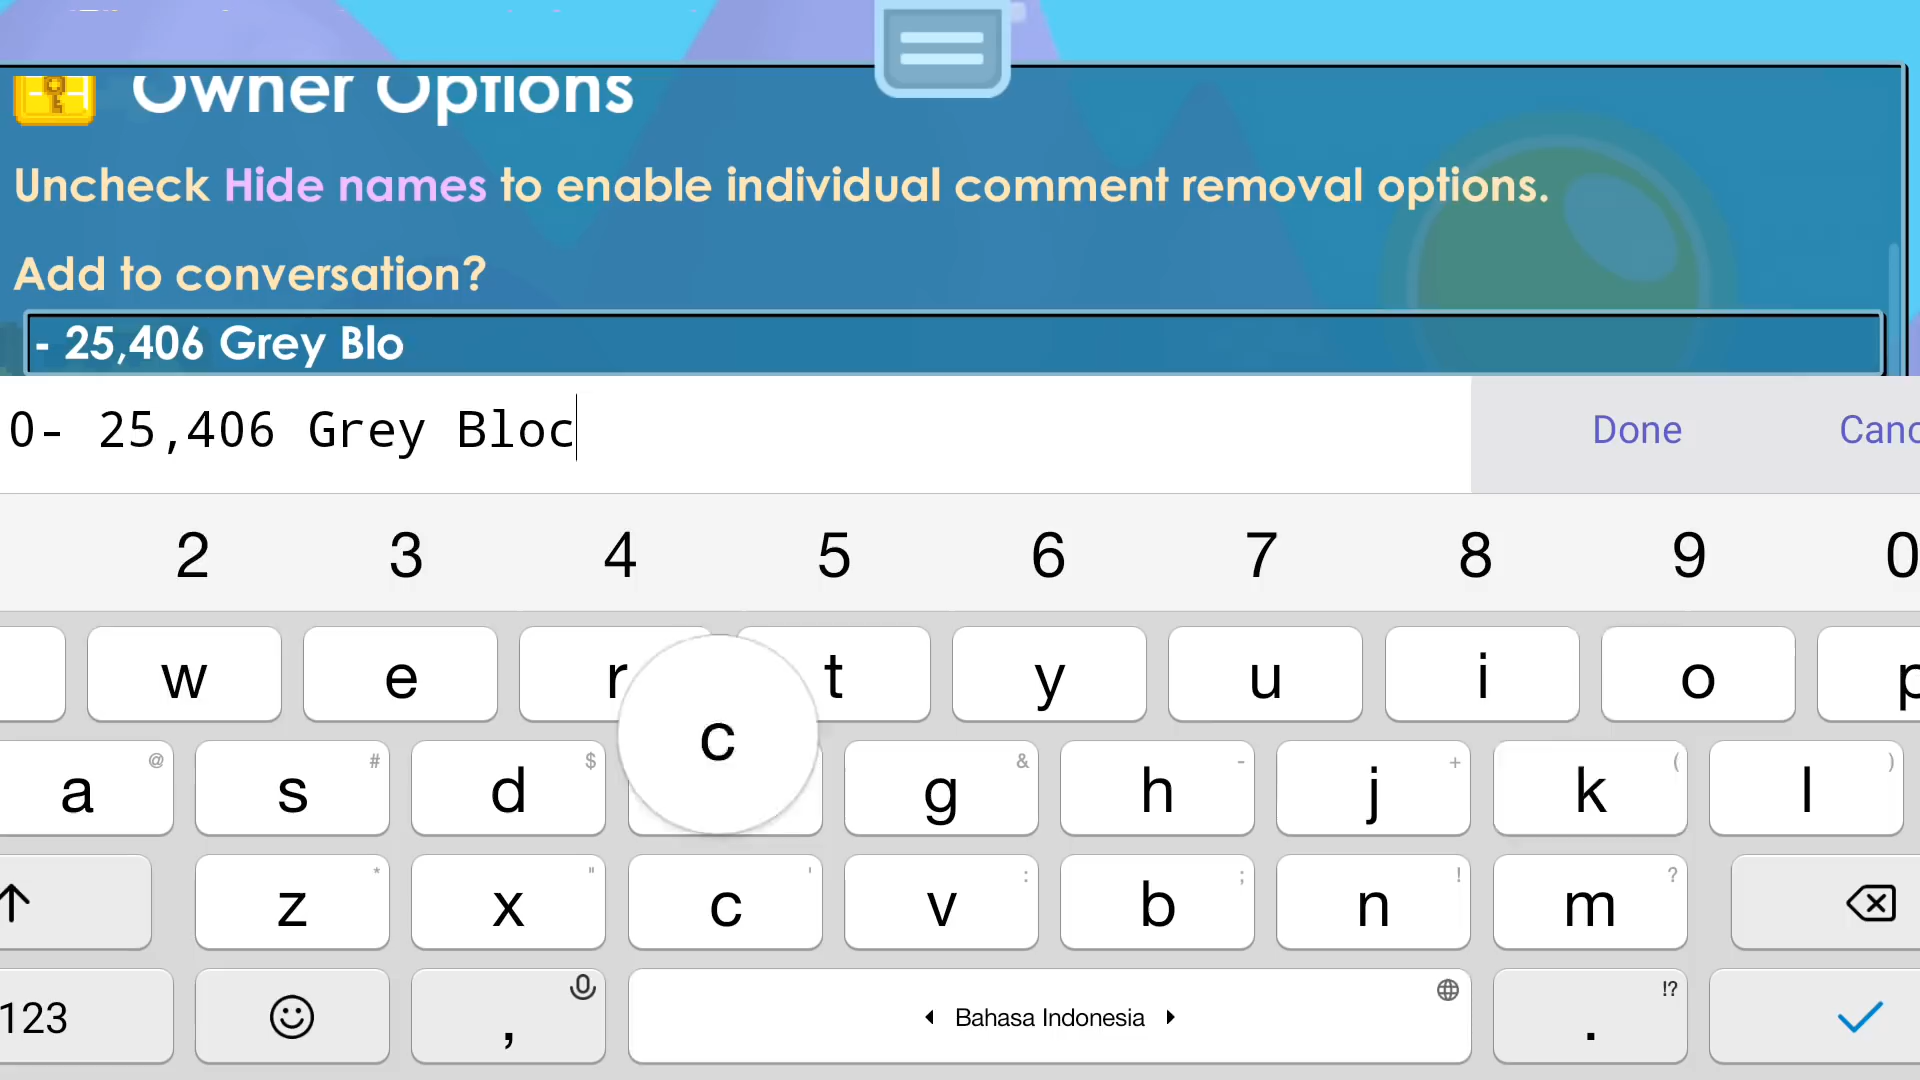 Owner Options
Uncheck Hide names to enable individual comment removal options.
Add to conversation?
- 25,406 Grey Blo
0- 25,406 Grey Bloc
Done
Canc
2 3 4 5 6 7 8 9 0
w e r t y u i o p
@ # $ & - + ( )
a s d c g h j k l
* " ' : ; ! ?
z x c v b n m
!?
123 , Bahasa Indonesia .